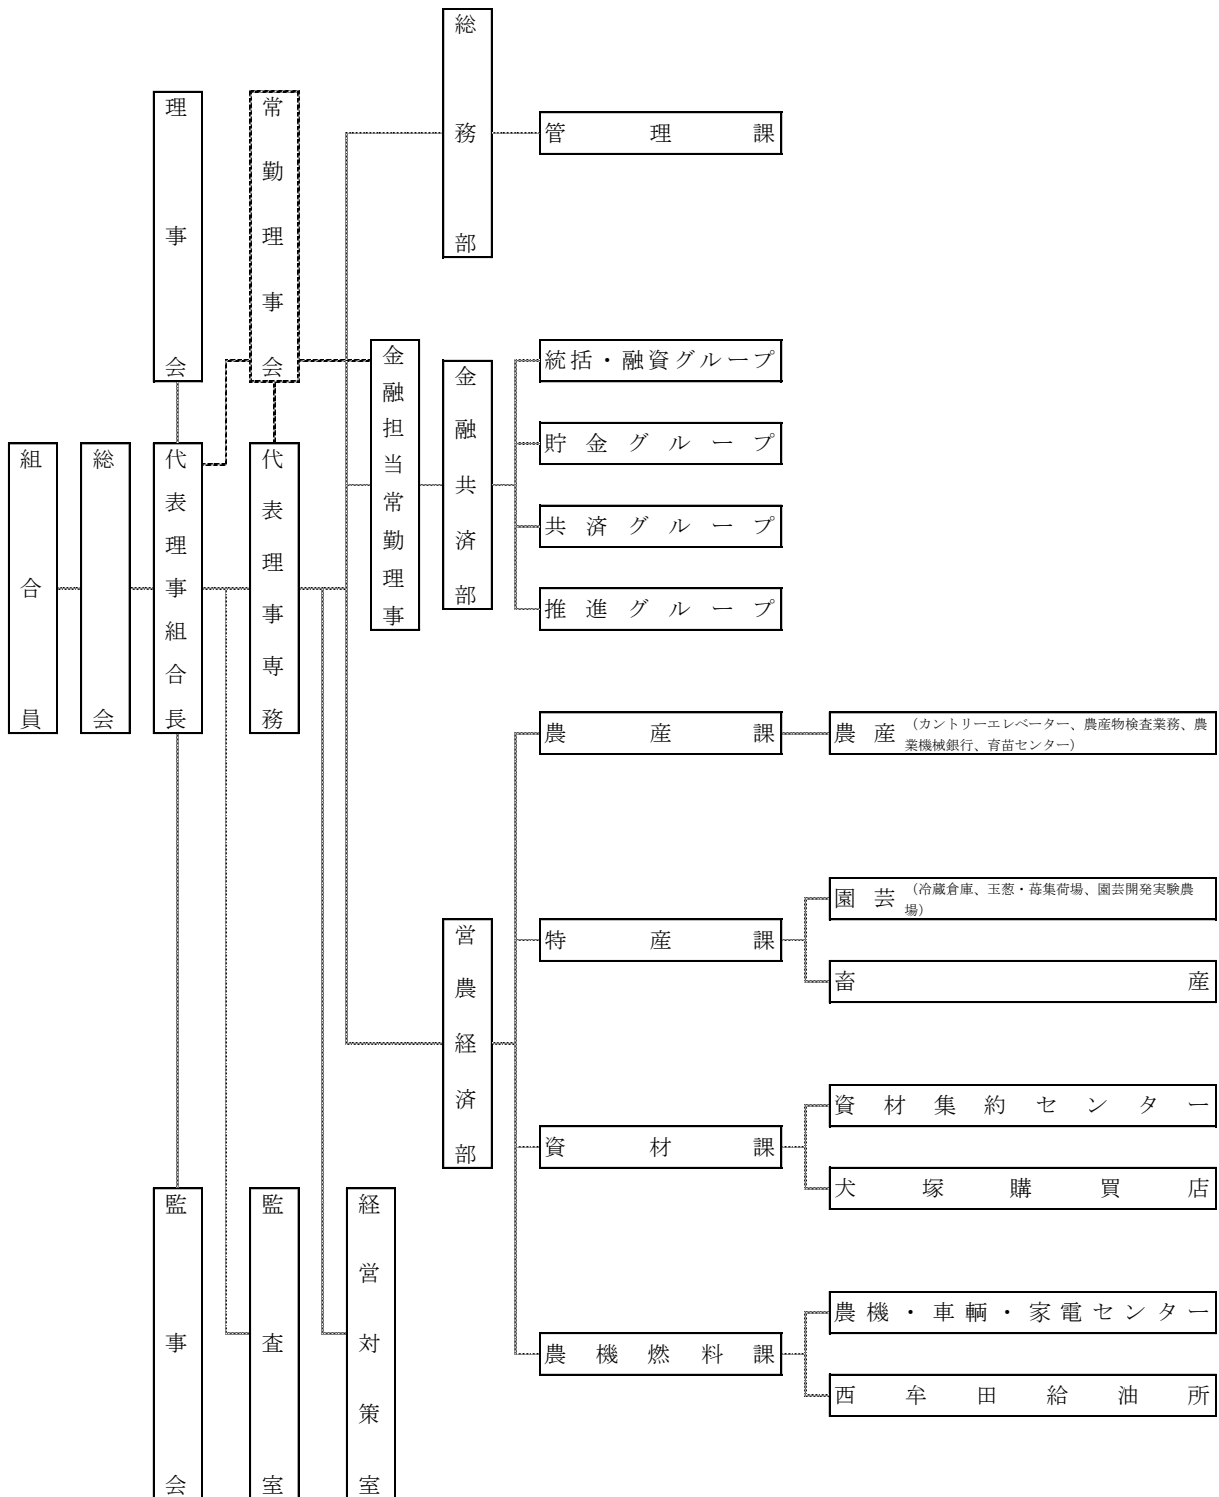 組合員
総会
理事会
代表理事組合長
監事会
常勤理事会
代表理事専務
監査室
経営対策室
金融担当常勤理事
総務部
管理課
金融共済部
統括・融資グループ
貯金グループ
共済グループ
推進グループ
営農経済部
農産課
農産 （カントリーエレベーター、農産物検査業務、農
業機械銀行、育苗センター）
特産課
園芸 （冷蔵倉庫、玉葱・苺集荷場、園芸開発実験農
場）
畜産
資材課
資材集約センター
犬塚購買店
農機燃料課
農機・車輌・家電センター
西牟田給油所